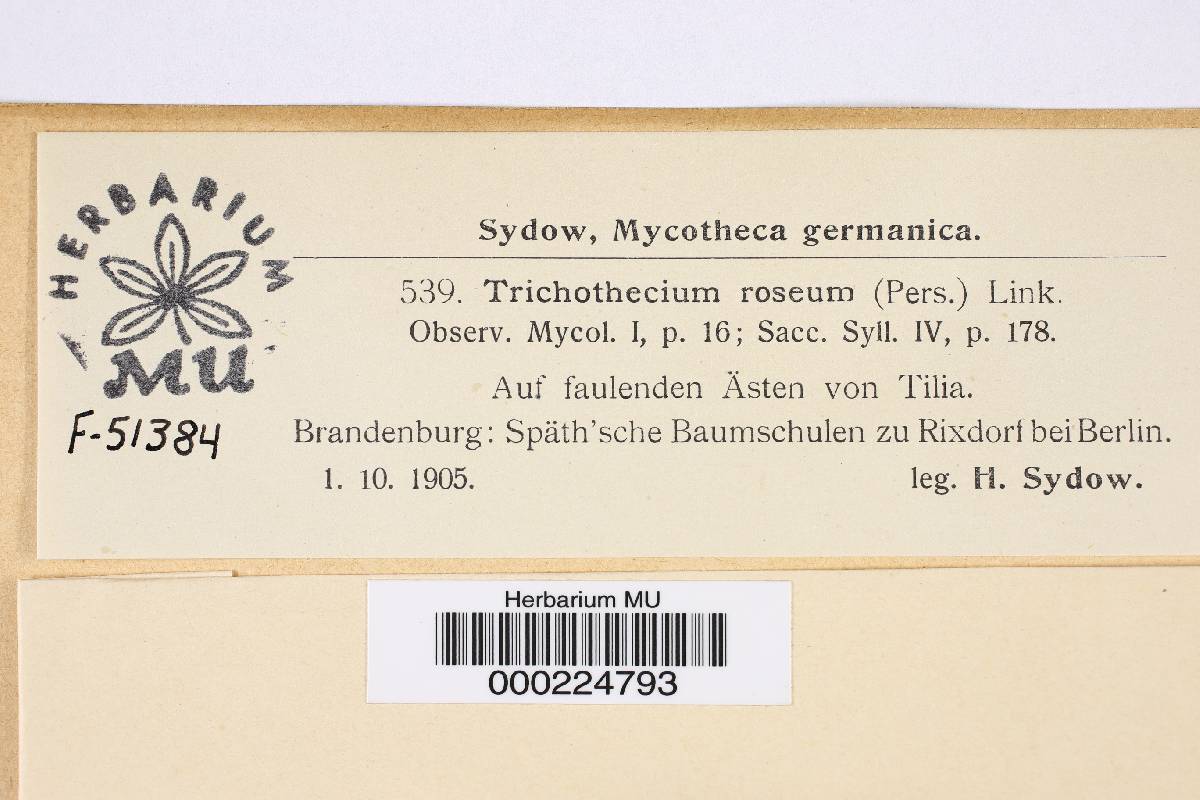 HERBARIUM
MU
F-51384
Sydow, Mycotheca germanica.
539. Trichothecium roseum (Pers.) Link.
Observ. Mycol. I, p. 16; Sacc. Syll. IV, p. 178.
Auf faulenden Ästen von Tilia.
Brandenburg: Späth'sche Baumschulen zu Rixdorf bei Berlin.
1. 10. 1905. leg. H. Sydow.
Herbarium MU
000224793